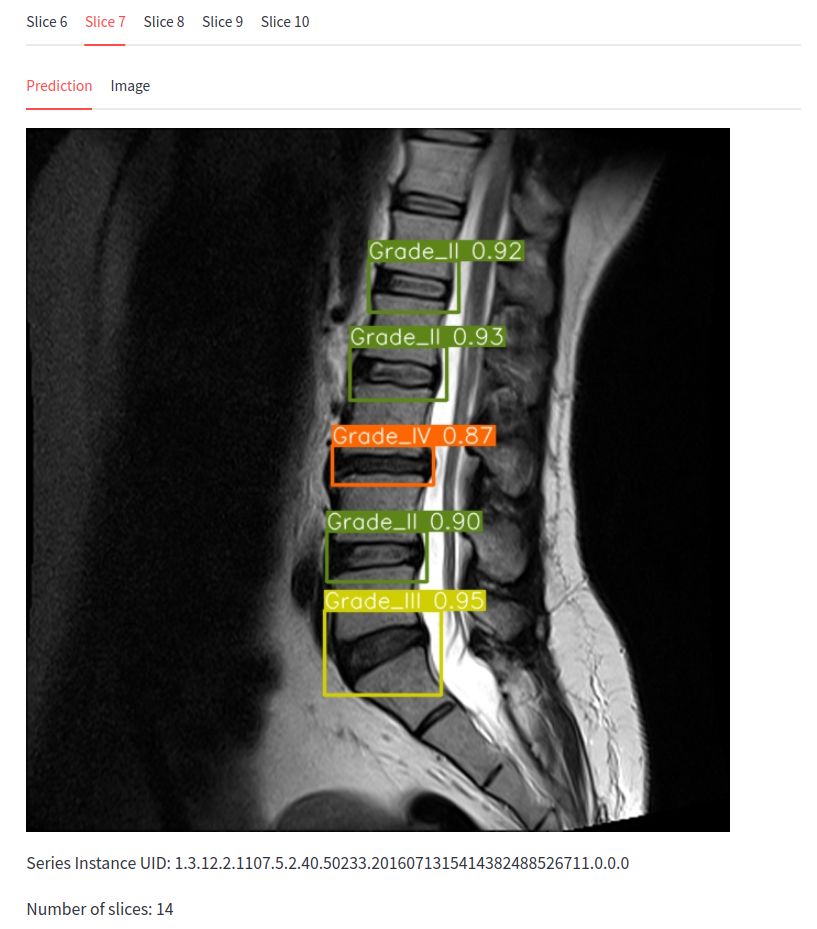 Slice 6 Slice 7 Slice 8 Slice 9 Slice 10
Prediction Image
Grade_II 0.92
Grade_II 0.93
Grade_IV 0.87
Grade_II 0.90
Grade_III 0.95
Series Instance UID: 1.3.12.2.1107.5.2.40.50233.2016071315414382488526711.0.0.0
Number of slices: 14